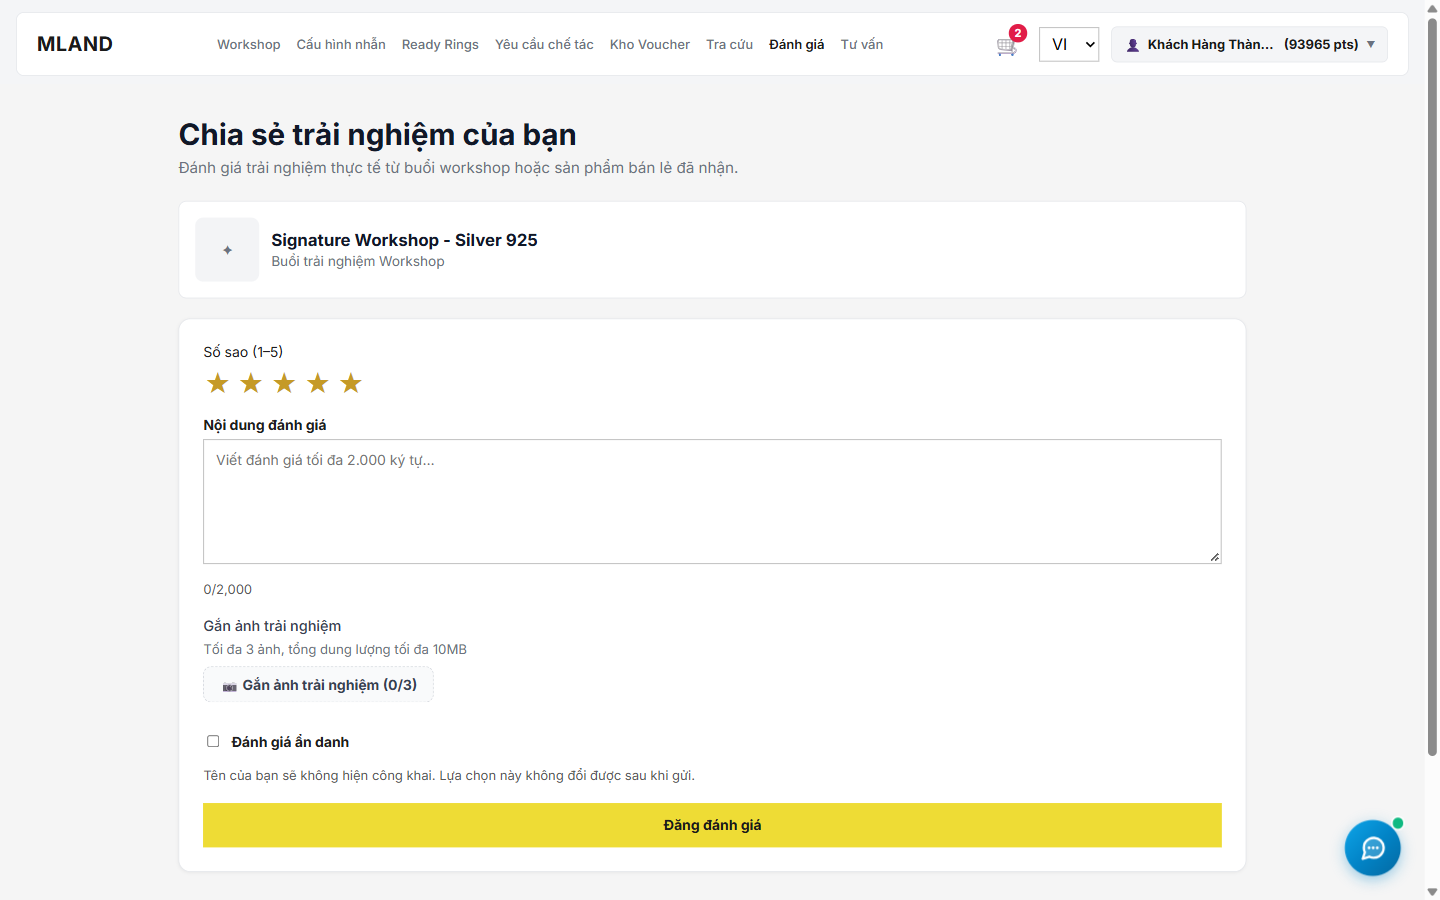 MLAND
Workshop
Cấu hình nhẫn
Ready Rings
Yêu cầu chế tác
Kho Voucher
Tra cứu
Đánh giá
Tư vấn
2
VI
Khách Hàng Thàn... (93965 pts)
Chia sẻ trải nghiệm của bạn
Đánh giá trải nghiệm thực tế từ buổi workshop hoặc sản phẩm bán lẻ đã nhận.
Signature Workshop - Silver 925
Buổi trải nghiệm Workshop
Số sao (1–5)
Nội dung đánh giá
Viết đánh giá tối đa 2.000 ký tự...
0/2,000
Gắn ảnh trải nghiệm
Tối đa 3 ảnh, tổng dung lượng tối đa 10MB
Gắn ảnh trải nghiệm (0/3)
Đánh giá ẩn danh
Tên của bạn sẽ không hiện công khai. Lựa chọn này không đổi được sau khi gửi.
Đăng đánh giá